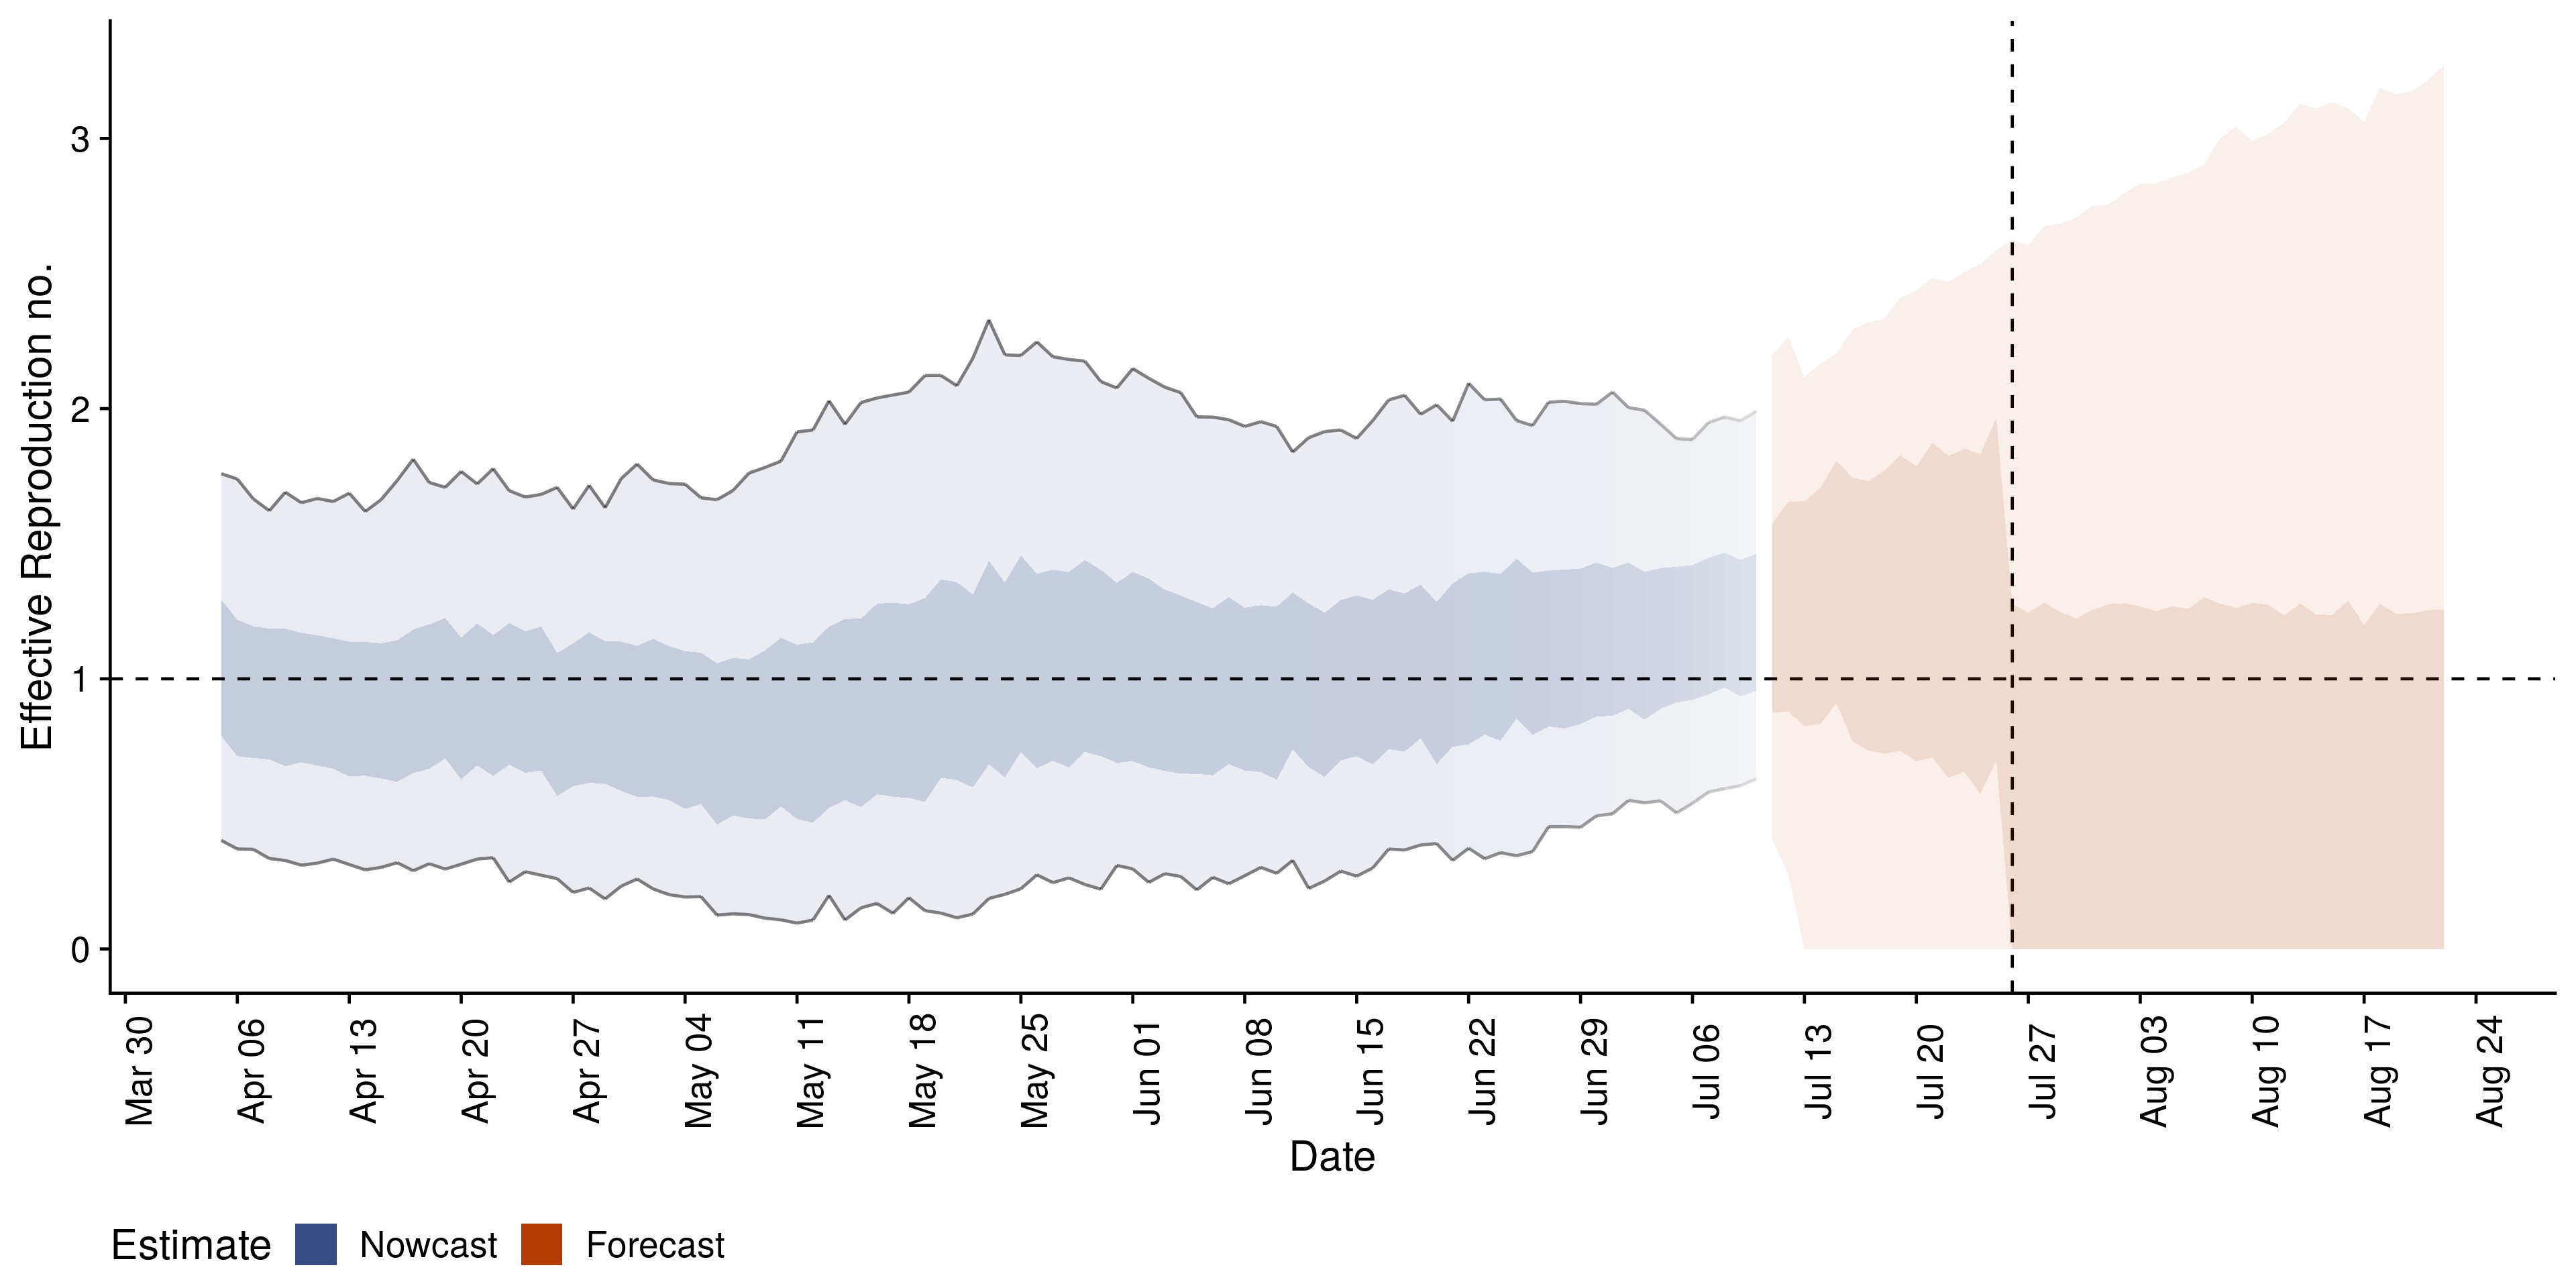 Effective Reproduction no.
3
2
1
0
Mar 30
Apr 06
Apr 13
Apr 20
Apr 27
May 04
May 11
May 18
May 25
Jun 01
Jun 08
Jun 15
Jun 22
Jun 29
Jul 06
Jul 13
Jul 20
Jul 27
Aug 03
Aug 10
Aug 17
Aug 24
Date
Estimate Nowcast Forecast